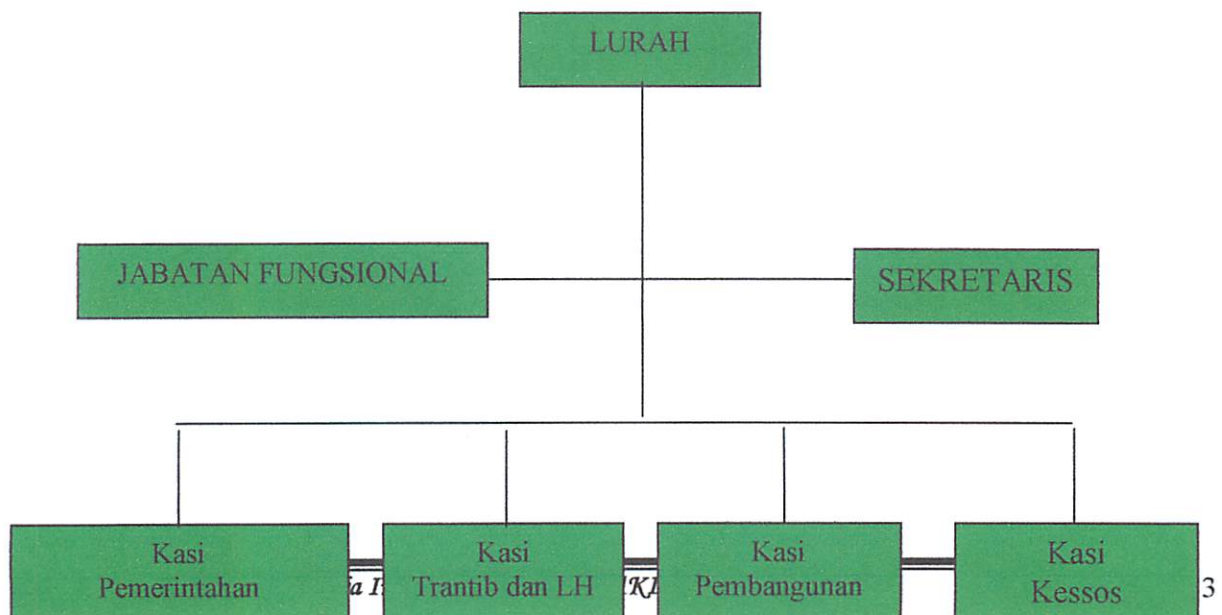 LURAH
JABATAN FUNGSIONAL
SEKRETARIS
Kasi
Pemerintahan
Kasi
Trantib dan LH
Kasi
Pembangunan
Kasi
Kessos
3